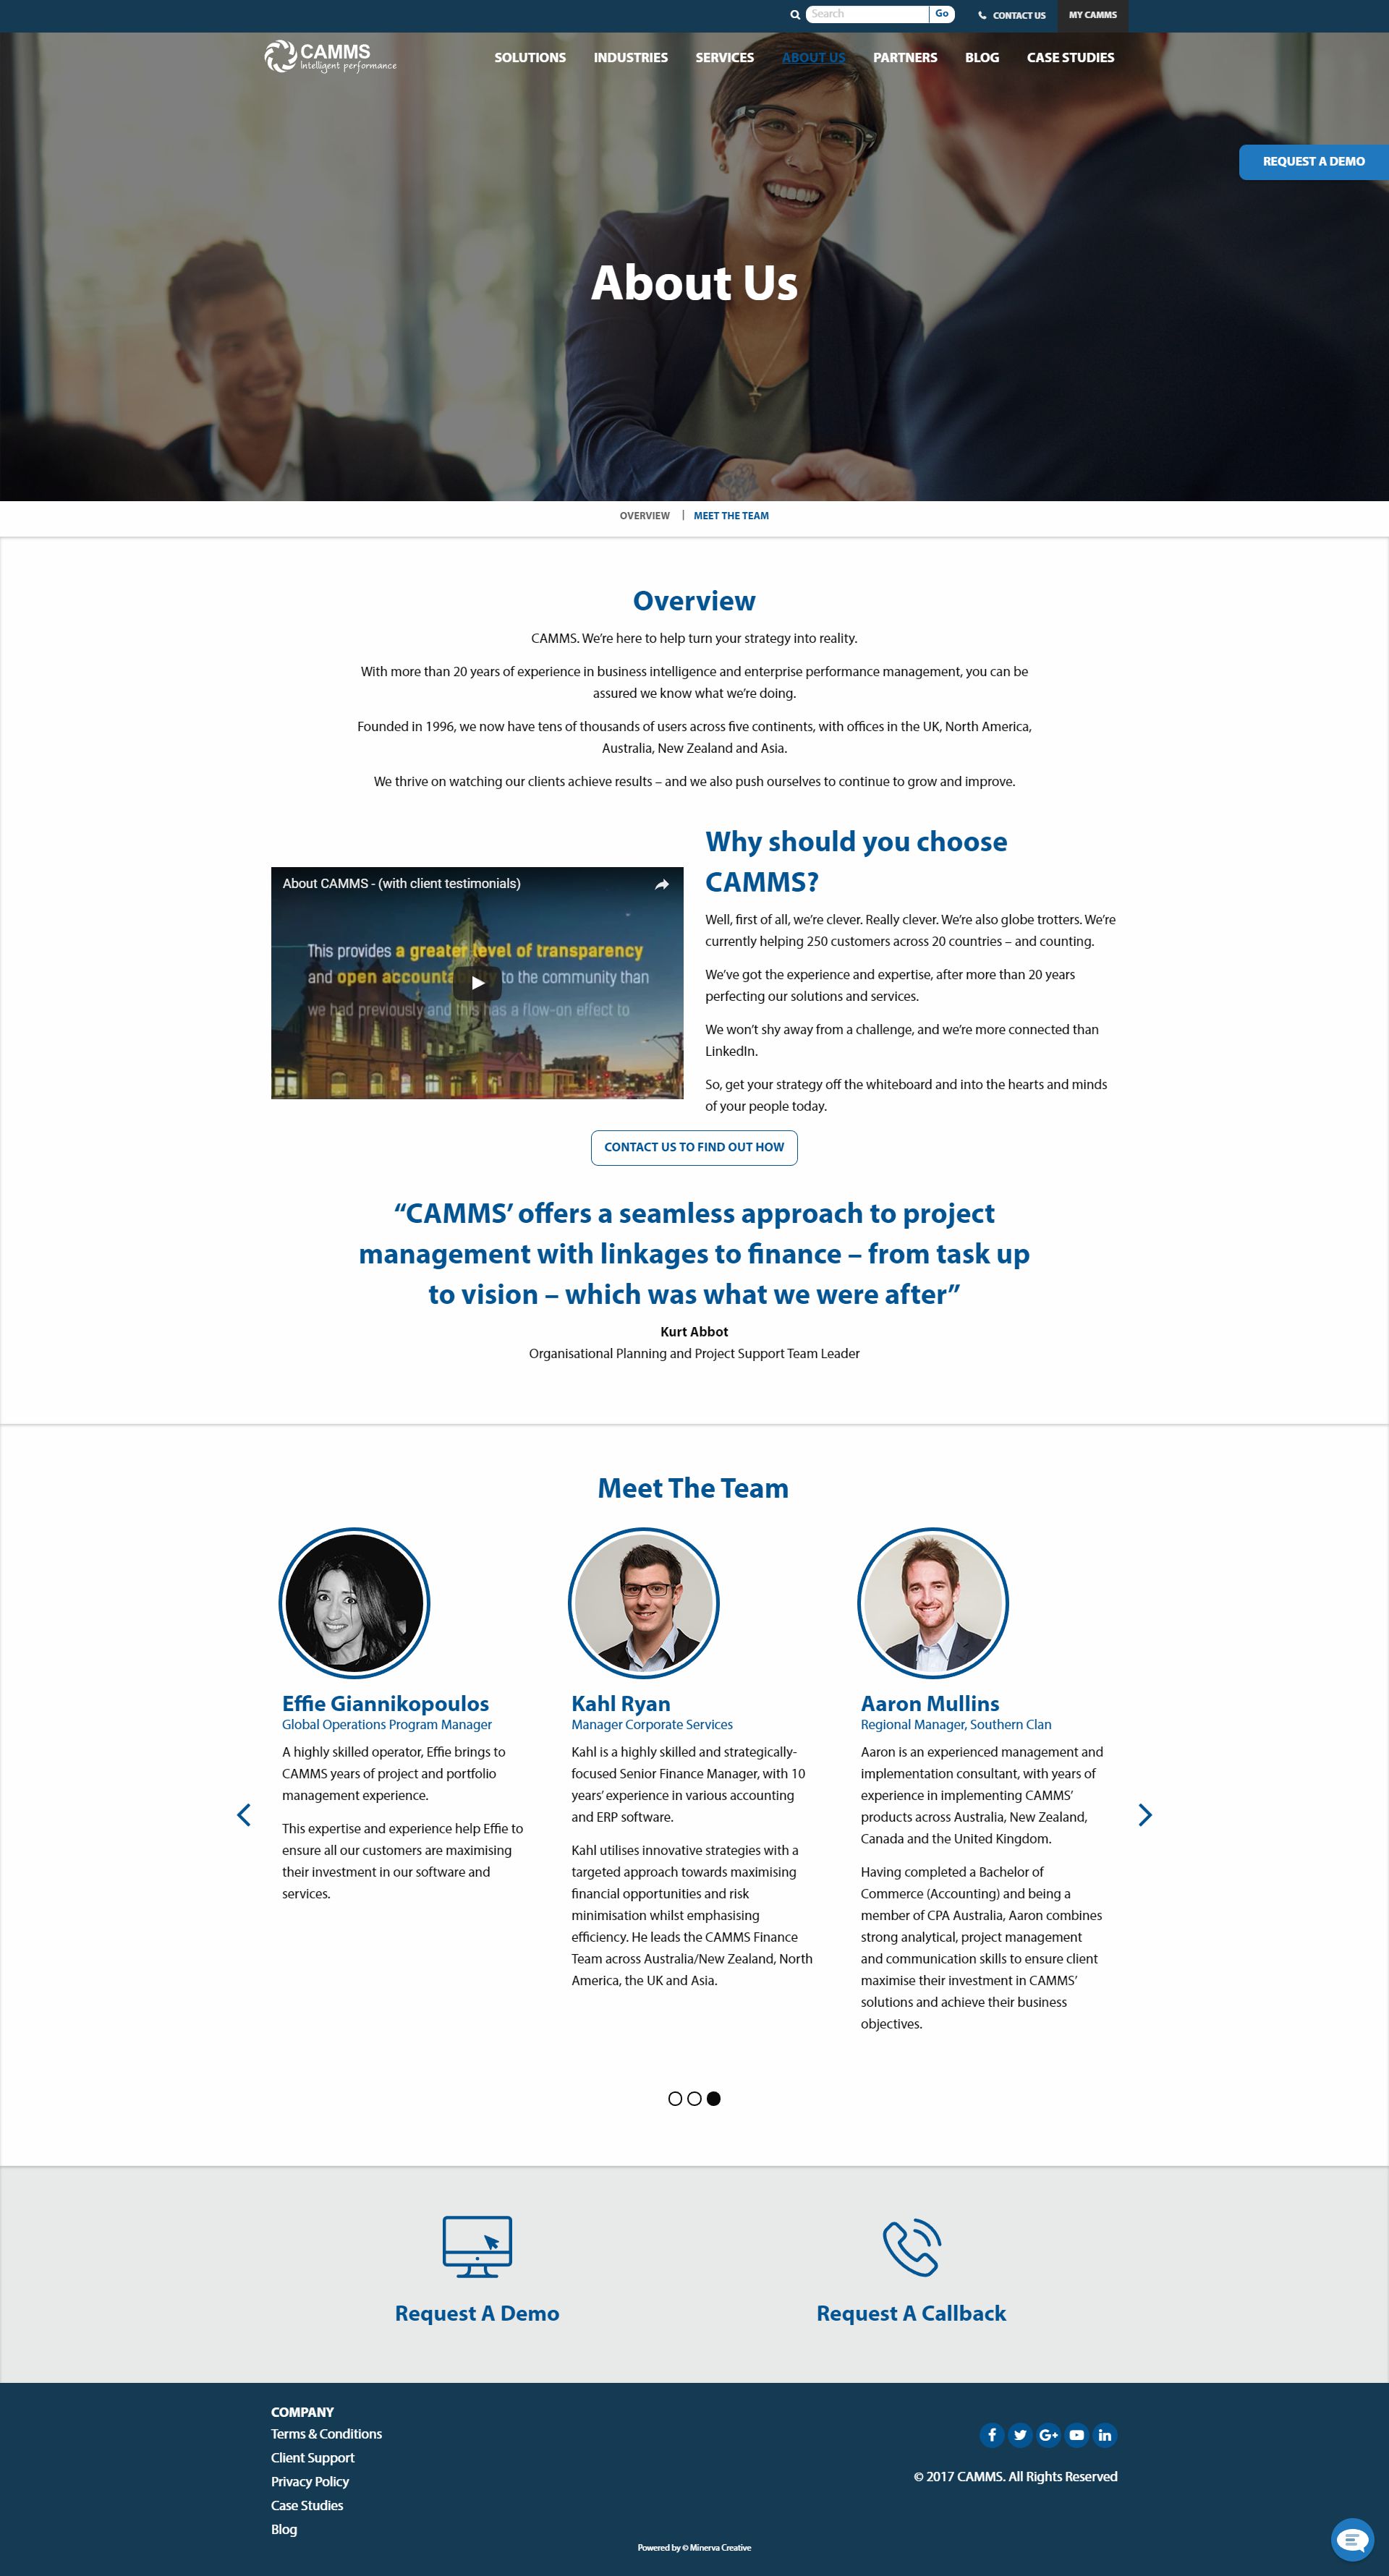 Search
Go
CONTACT US
MY CAMMS
CAMMS
Intelligent performance
SOLUTIONS
INDUSTRIES
SERVICES
ABOUT US
PARTNERS
BLOG
CASE STUDIES
REQUEST A DEMO
About Us
OVERVIEW | MEET THE TEAM
Overview
CAMMS. We’re here to help turn your strategy into reality.
With more than 20 years of experience in business intelligence and enterprise performance management, you can be
assured we know what we’re doing.
Founded in 1996, we now have tens of thousands of users across five continents, with offices in the UK, North America,
Australia, New Zealand and Asia.
We thrive on watching our clients achieve results – and we also push ourselves to continue to grow and improve.
About CAMMS - (with client testimonials)
This provides a greater level of transparency
and open accounta to the community than
we had previously and this has a flow-on effect to
Why should you choose
CAMMS?
Well, first of all, we’re clever. Really clever. We’re also globe trotters. We’re
currently helping 250 customers across 20 countries – and counting.
We’ve got the experience and expertise, after more than 20 years
perfecting our solutions and services.
We won’t shy away from a challenge, and we’re more connected than
LinkedIn.
So, get your strategy off the whiteboard and into the hearts and minds
of your people today.
CONTACT US TO FIND OUT HOW
“CAMMS’ offers a seamless approach to project
management with linkages to finance – from task up
to vision – which was what we were after”
Kurt Abbot
Organisational Planning and Project Support Team Leader
Meet The Team
Effie Giannikopoulos
Global Operations Program Manager
A highly skilled operator, Effie brings to
CAMMS years of project and portfolio
management experience.
This expertise and experience help Effie to
ensure all our customers are maximising
their investment in our software and
services.
Kahl Ryan
Manager Corporate Services
Kahl is a highly skilled and strategically-
focused Senior Finance Manager, with 10
years’ experience in various accounting
and ERP software.
Kahl utilises innovative strategies with a
targeted approach towards maximising
financial opportunities and risk
minimisation whilst emphasising
efficiency. He leads the CAMMS Finance
Team across Australia/New Zealand, North
America, the UK and Asia.
Aaron Mullins
Regional Manager, Southern Clan
Aaron is an experienced management and
implementation consultant, with years of
experience in implementing CAMMS’
products across Australia, New Zealand,
Canada and the United Kingdom.
Having completed a Bachelor of
Commerce (Accounting) and being a
member of CPA Australia, Aaron combines
strong analytical, project management
and communication skills to ensure client
maximise their investment in CAMMS’
solutions and achieve their business
objectives.
Request A Demo
Request A Callback
COMPANY
Terms & Conditions
Client Support
Privacy Policy
Case Studies
Blog
© 2017 CAMMS. All Rights Reserved
Powered by © Minerva Creative